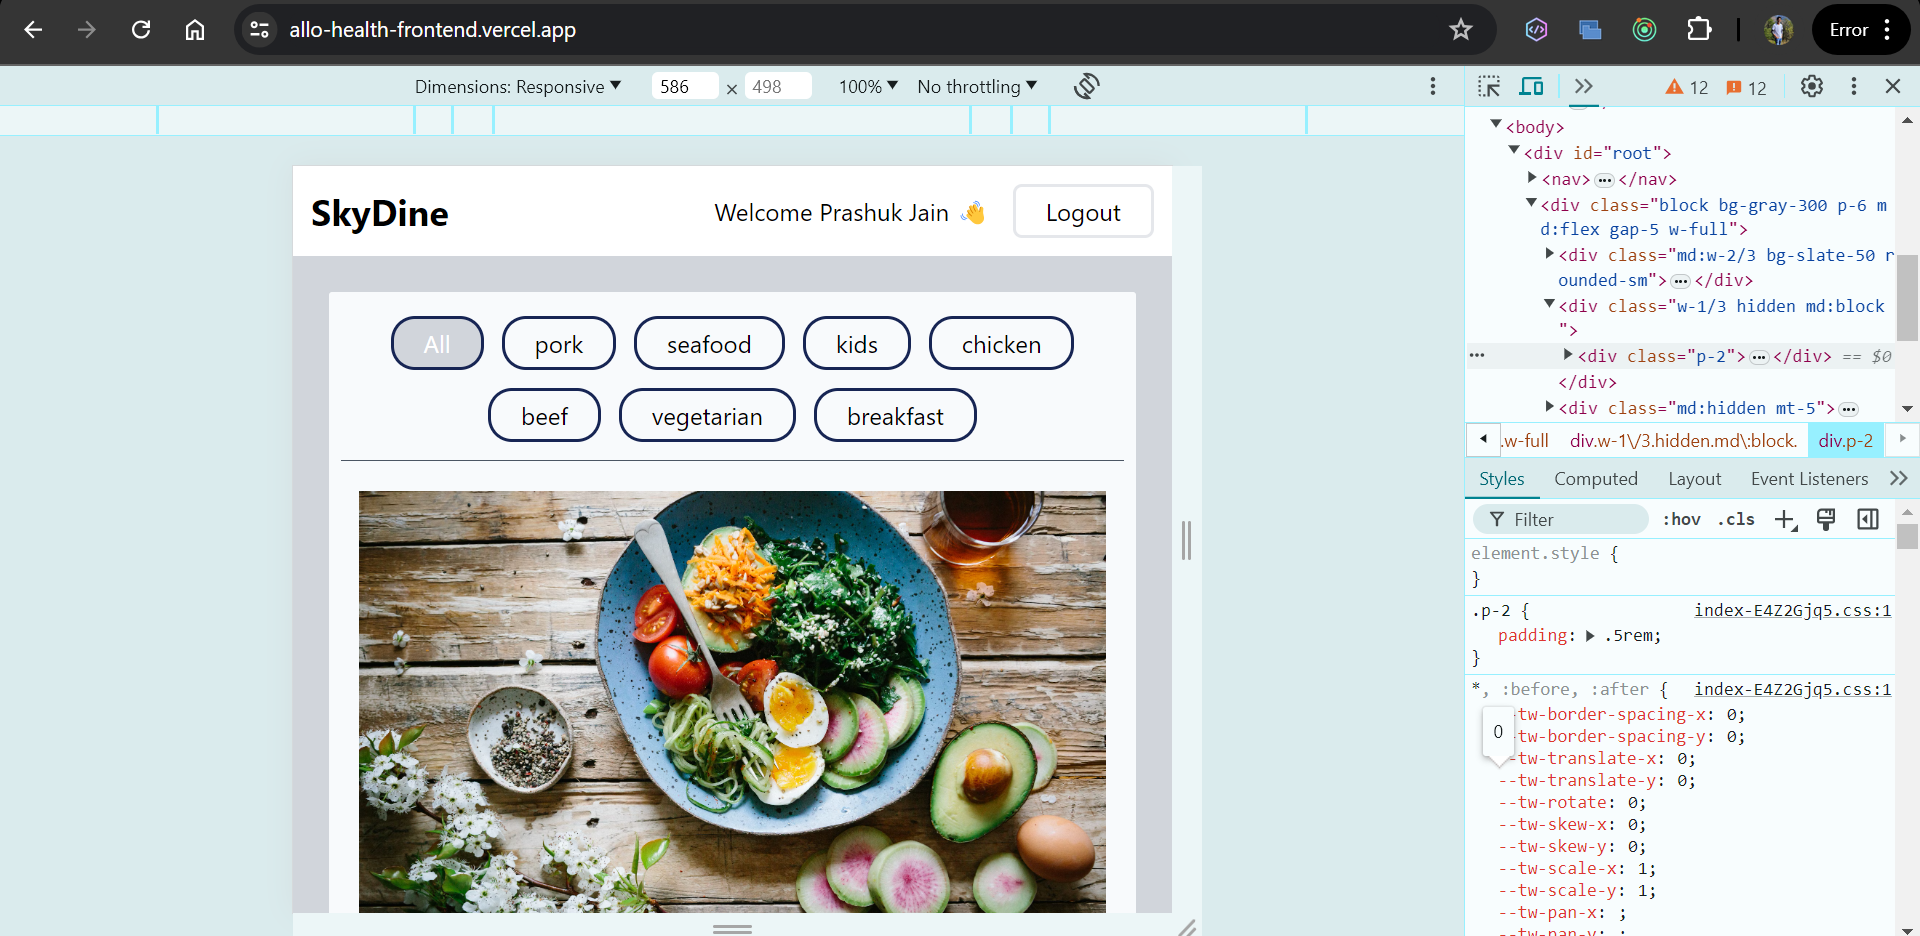 allo-health-frontend.vercel.app
Error
Dimensions: Responsive ▼ 586 × 498 100% ▼ No throttling ▼
12 12
SkyDine
Welcome Prashuk Jain 👋
Logout
All pork seafood kids chicken
beef vegetarian breakfast
<body>
<div id="root">
<nav> ••• </nav>
<div class="block bg-gray-300 p-6 m
d:flex gap-5 w-full">
<div class="md:w-2/3 bg-slate-50 r
ounded-sm"> ••• </div>
<div class="w-1/3 hidden md:block
">
••• <div class="p-2"> ••• </div> == $0
</div>
<div class="md:hidden mt-5"> •••
.w-full div.w-1\/3.hidden.md\:block. div.p-2
Styles Computed Layout Event Listeners
Filter :hov .cls
element.style {
}
.p-2 { index-E4Z2Gjq5.css:1
padding: .5rem;
}
*, :before, :after { index-E4Z2Gjq5.css:1
--tw-border-spacing-x: 0;
0
--tw-border-spacing-y: 0;
--tw-translate-x: 0;
--tw-translate-y: 0;
--tw-rotate: 0;
--tw-skew-x: 0;
--tw-skew-y: 0;
--tw-scale-x: 1;
--tw-scale-y: 1;
--tw-pan-x: ;
--tw-pan-y: ;